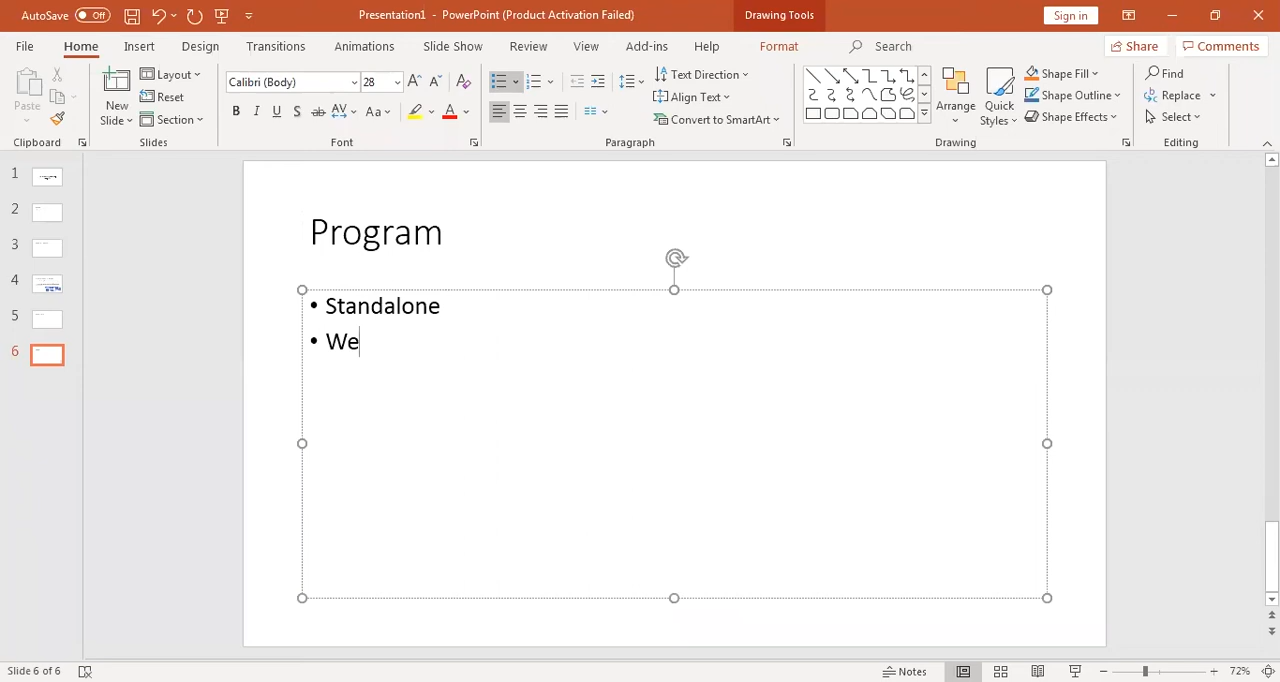 AutoSave Off Presentation1 - PowerPoint (Product Activation Failed) Drawing Tools Sign in
File Home Insert Design Transitions Animations Slide Show Review View Add-ins Help Format Search Share Comments
Paste New Slide Layout Reset Section Calibri (Body) 28 Text Direction Align Text Convert to SmartArt Arrange Quick Styles Shape Fill Shape Outline Shape Effects Find Replace Select
B I U S ab AV Aa A
Clipboard Slides Font Paragraph Drawing Editing
1
2
3
4
5
6
Program
• Standalone
• We
Slide 6 of 6 Notes 72%